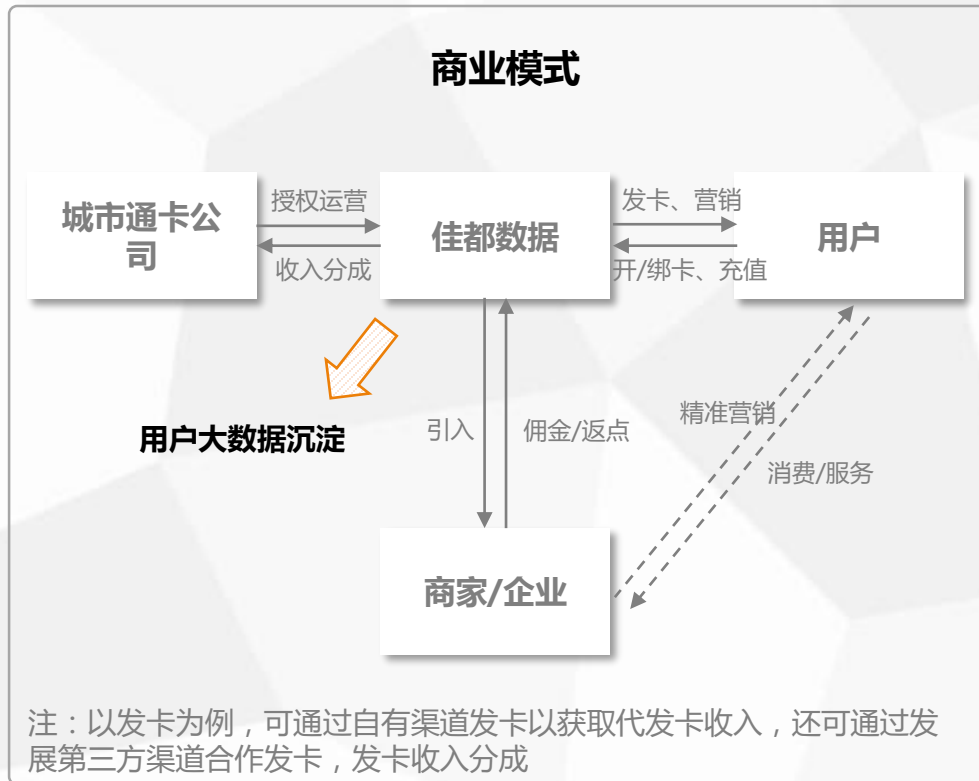 商业模式
城市通卡公
司
授权运营
收入分成
佳都数据
发卡、营销
开/绑卡、充值
用户
用户大数据沉淀
引入
佣金/返点
精准营销
消费/服务
商家/企业
注：以发卡为例，可通过自有渠道发卡以获取代发卡收入，还可通过发
展第三方渠道合作发卡，发卡收入分成